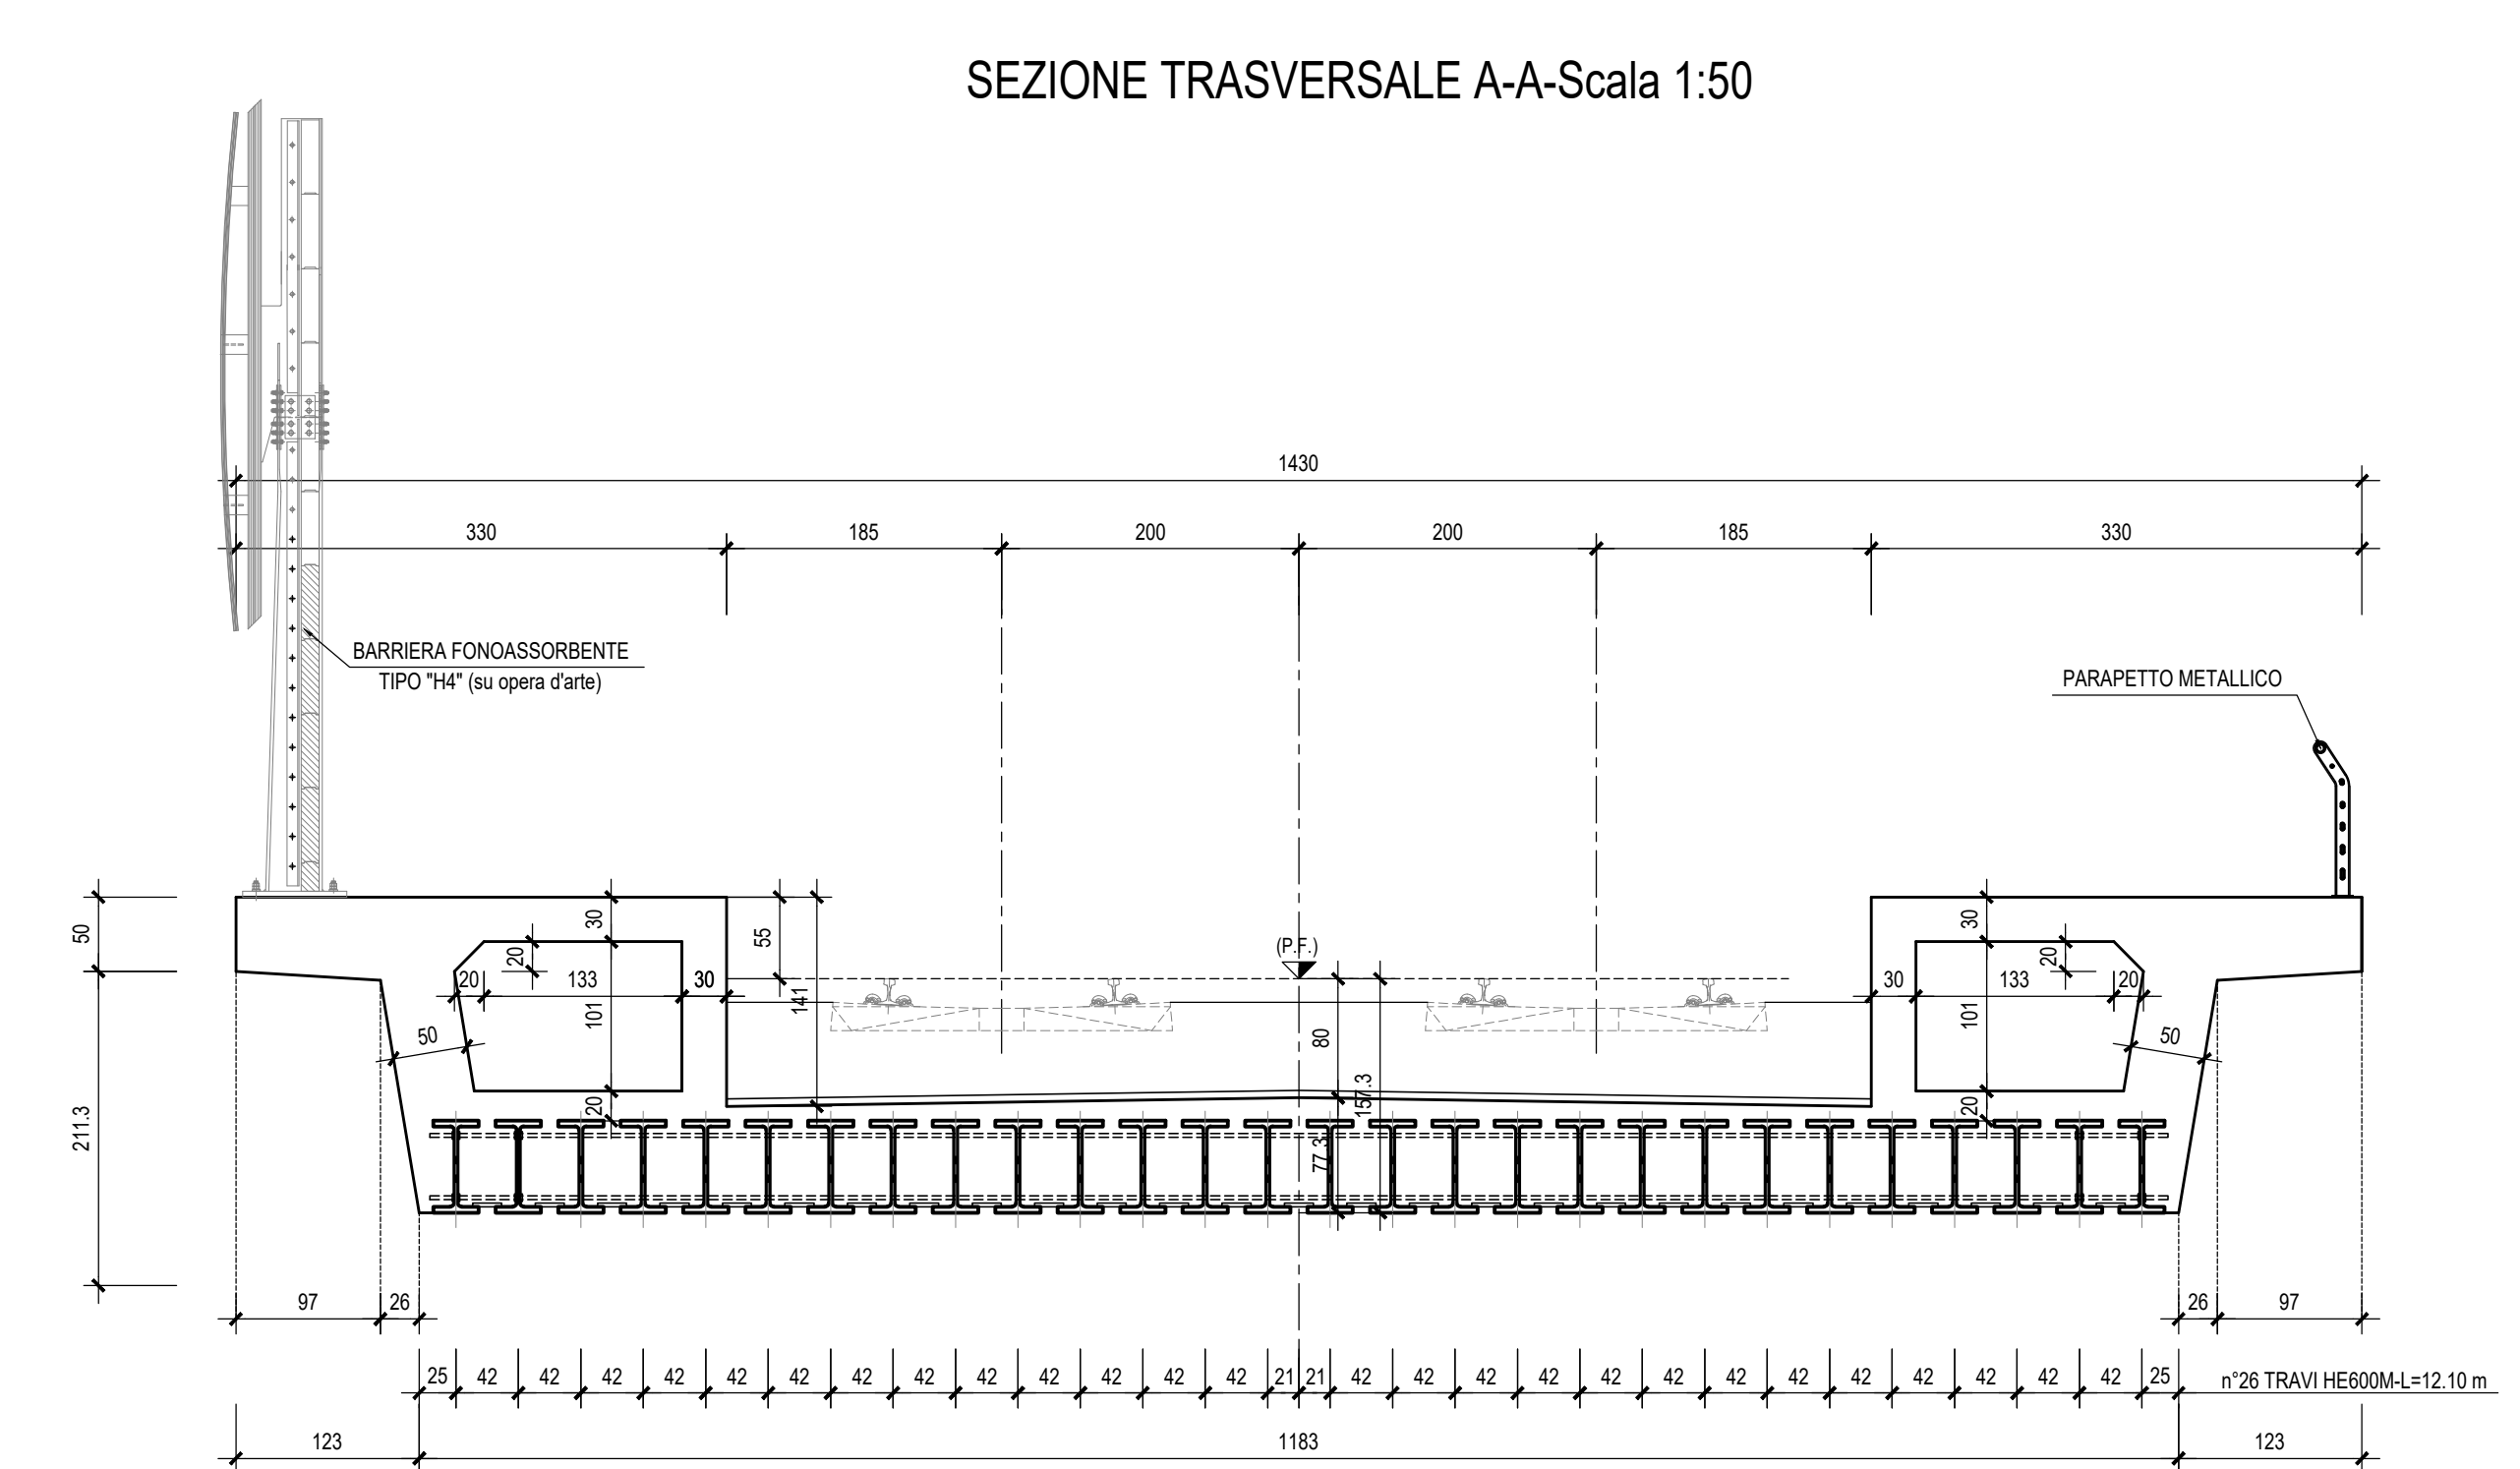 SEZIONE TRASVERSALE A-A-Scala 1:50
1430
330 185 200 200 185 330
BARRIERA FONOASSORBENTE
TIPO "H4" (su opera d'arte)
PARAPETTO METALLICO
50
211.3
30
20
20 133 30
101
50
20
55
141
(P.F.)
80
157.3
77.3
30
20
30 133 20
101
50
20
97 26
26 97
25 42 42 42 42 42 42 42 42 42 42 42 42 42 21 21 42 42 42 42 42 42 42 42 42 42 42 42 42 25
n°26 TRAVI HE600M-L=12.10 m
123 1183 123